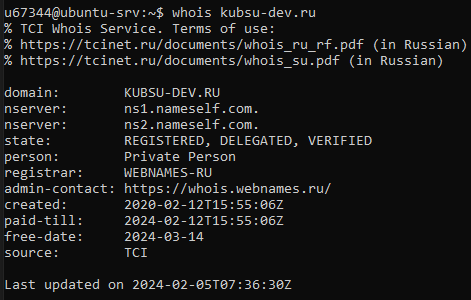 u67344@ubuntu-srv:~$ whois kubsu-dev.ru
% TCI Whois Service. Terms of use:
% https://tcinet.ru/documents/whois_ru_rf.pdf (in Russian)
% https://tcinet.ru/documents/whois_su.pdf (in Russian)

domain:        KUBSU-DEV.RU
nserver:       ns1.nameself.com.
nserver:       ns2.nameself.com.
state:         REGISTERED, DELEGATED, VERIFIED
person:        Private Person
registrar:     WEBNAMES-RU
admin-contact: https://whois.webnames.ru/
created:       2020-02-12T15:55:06Z
paid-till:     2024-02-12T15:55:06Z
free-date:     2024-03-14
source:        TCI

Last updated on 2024-02-05T07:36:30Z